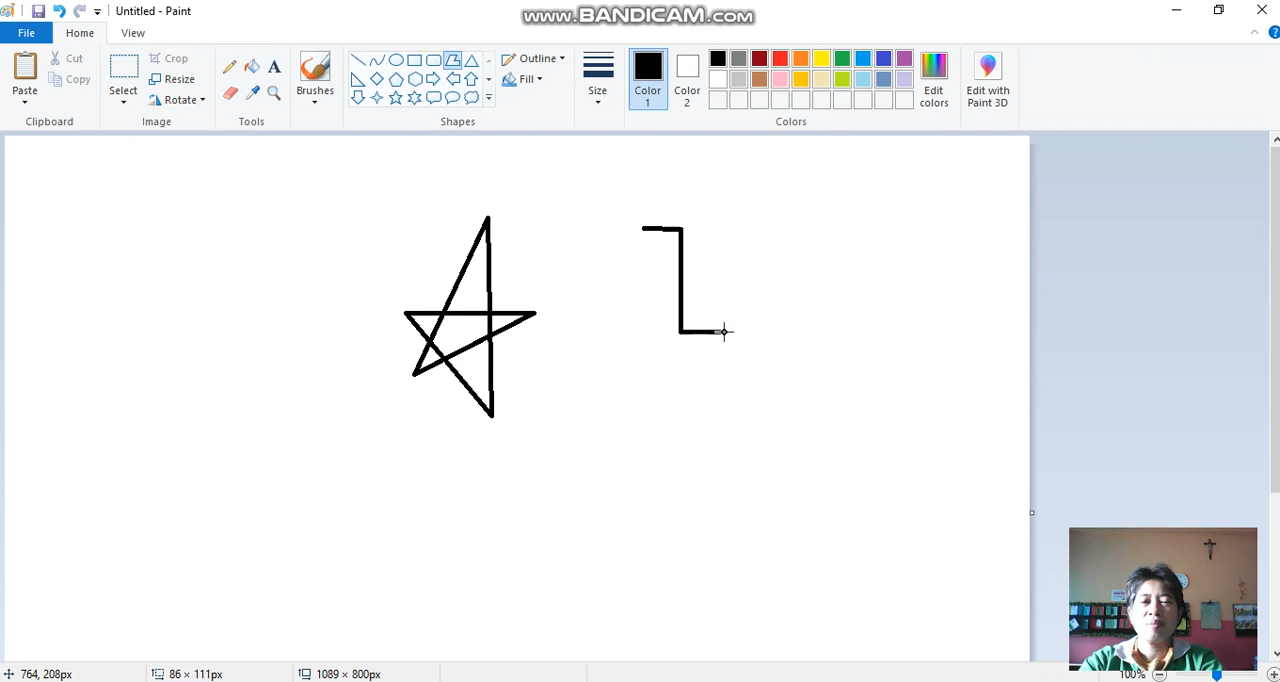 Untitled - Paint
www.BANDICAM.com
File
Home
View
Paste
Cut
Copy
Clipboard
Select
Crop
Resize
Rotate
Image
A
Tools
Brushes
Outline
Fill
Shapes
Size
Color 1
Color 2
Edit colors
Colors
Edit with Paint 3D
764, 208px
86 × 111px
1089 × 800px
100%